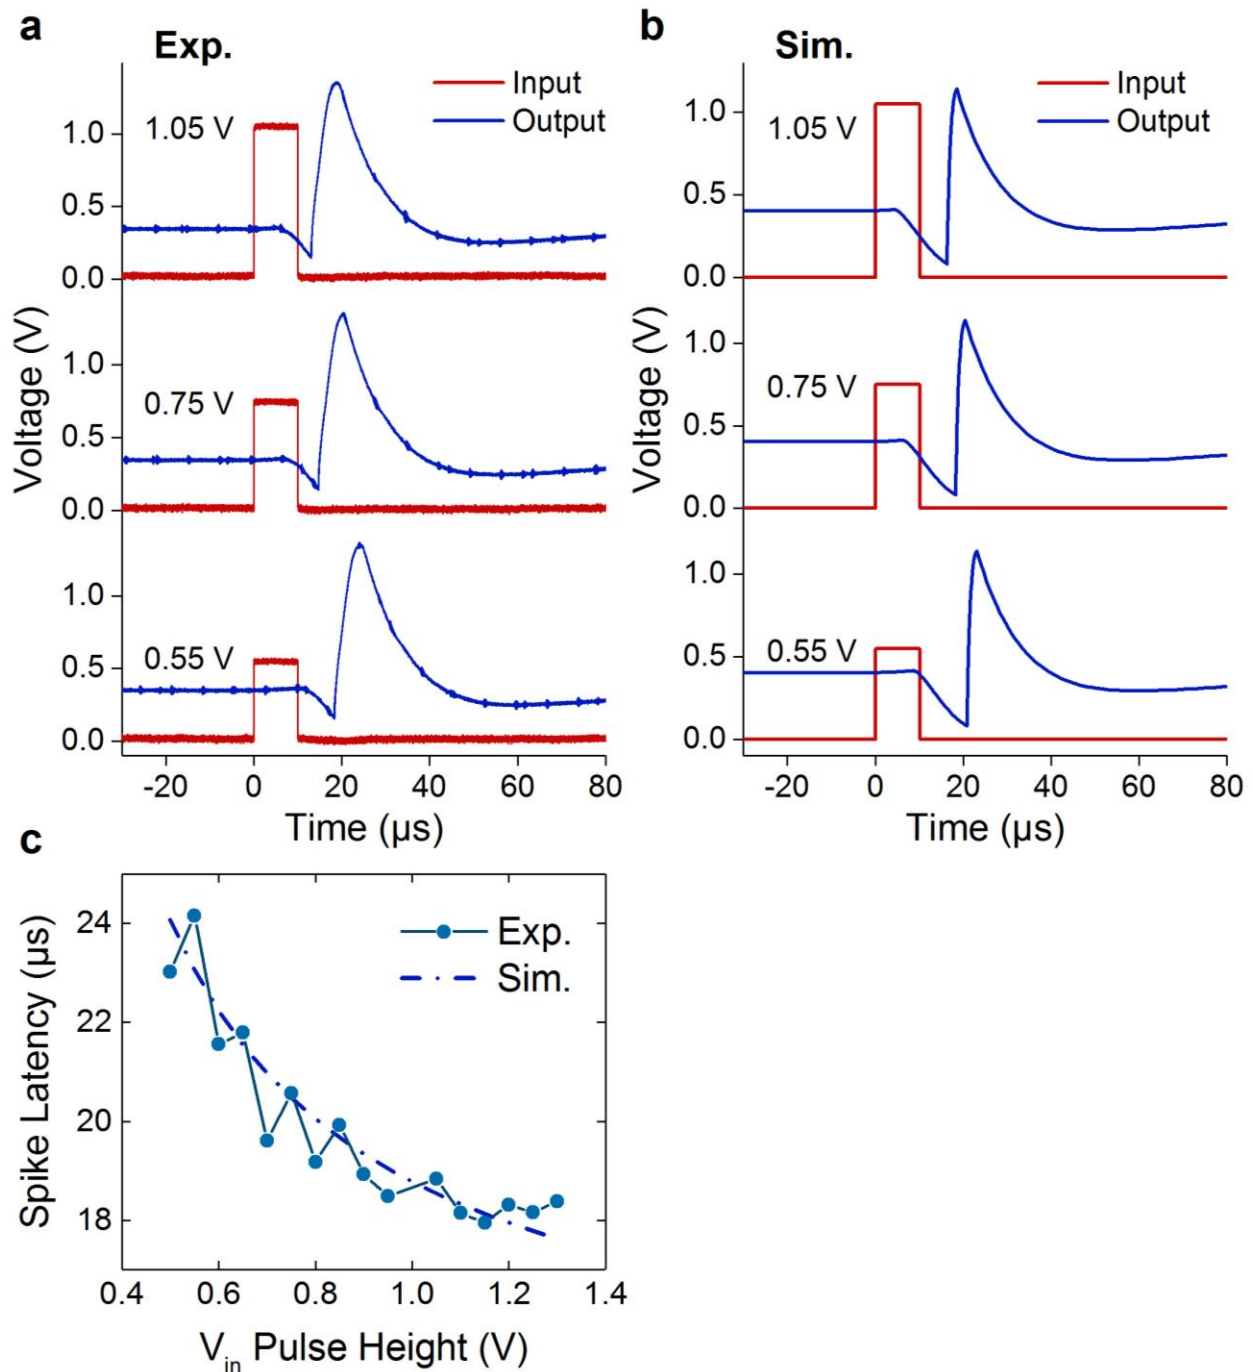 a
Exp.
Input
Output
1.05 V
1.0
0.5
0.0
0.75 V
1.0
0.5
0.0
0.55 V
1.0
0.5
0.0
Voltage (V)
-20 0 20 40 60 80
Time (µs)
b
Sim.
Input
Output
1.05 V
1.0
0.5
0.0
0.75 V
1.0
0.5
0.0
0.55 V
1.0
0.5
0.0
Voltage (V)
-20 0 20 40 60 80
Time (µs)
c
Exp.
Sim.
24
22
20
18
Spike Latency (µs)
0.4 0.6 0.8 1.0 1.2 1.4
Vin Pulse Height (V)